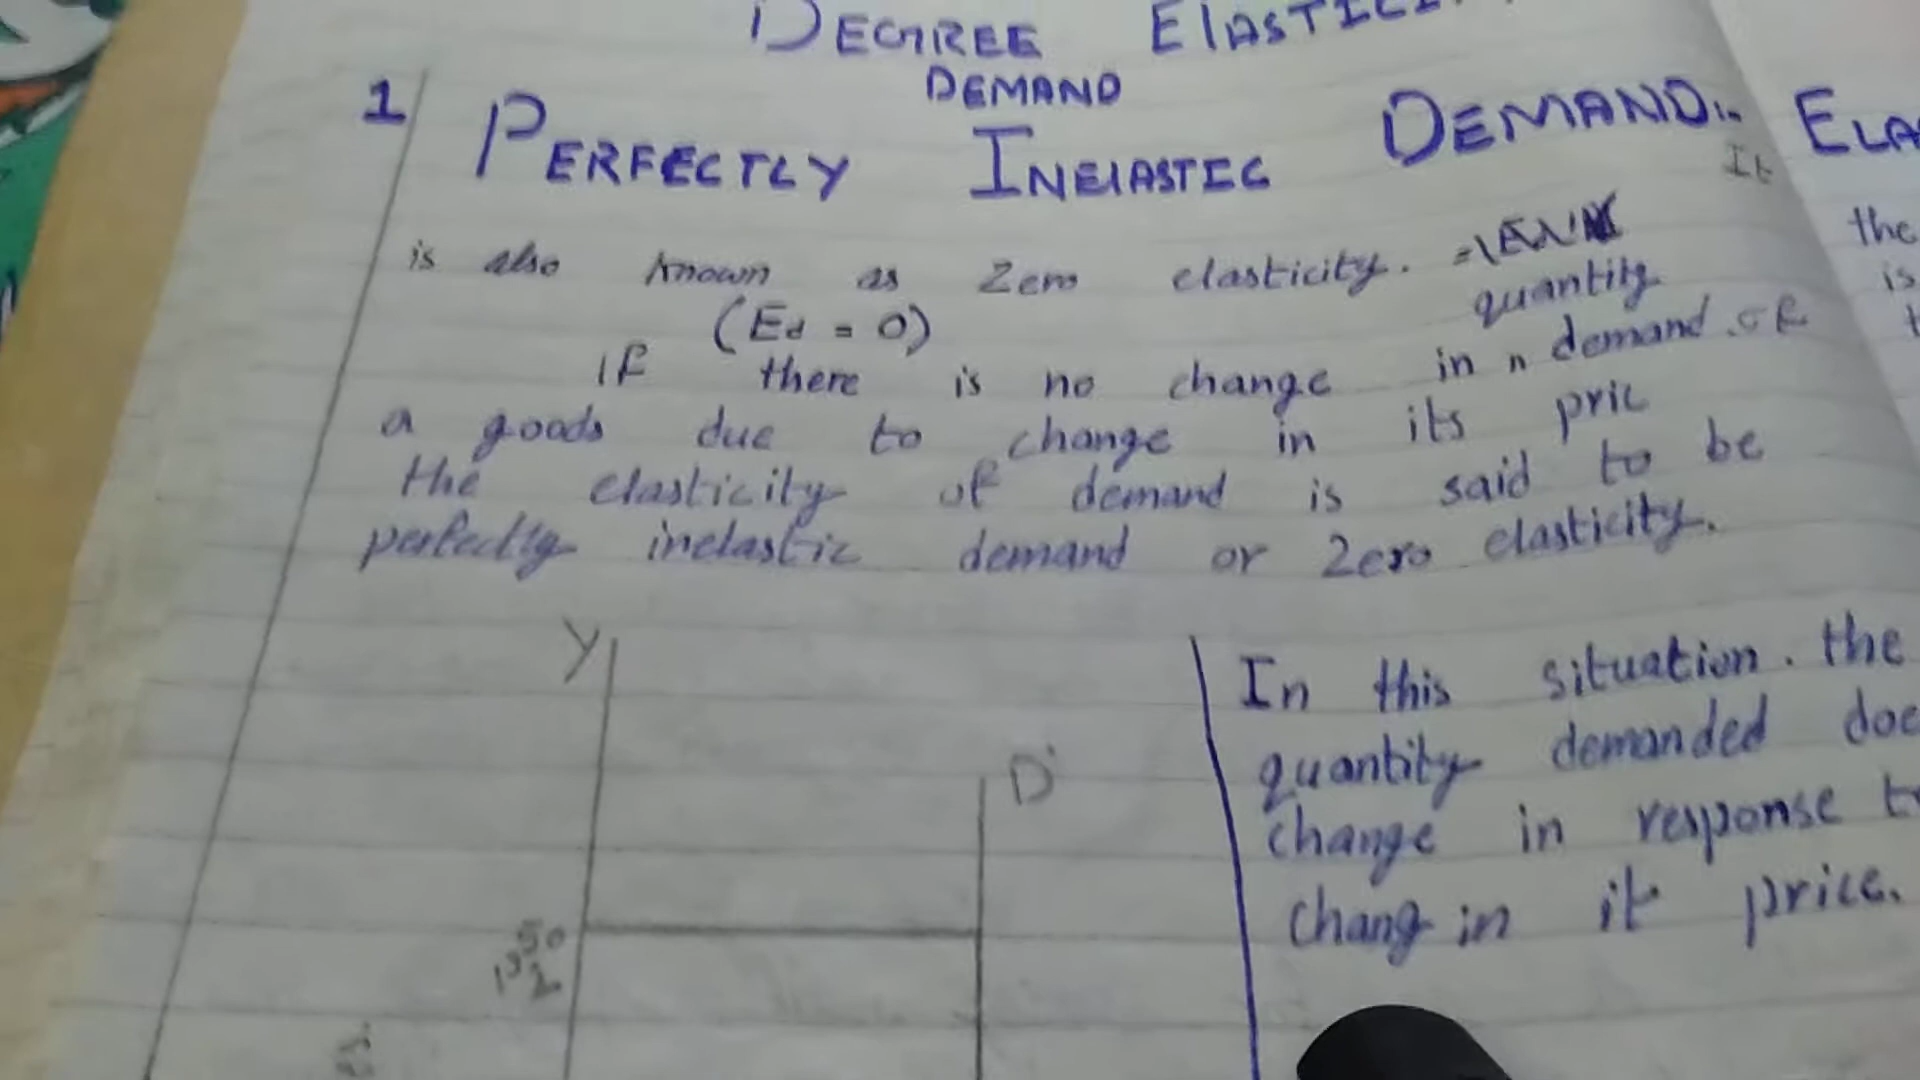 DEGREE ELASTICI
DEMAND
1 PERFECTLY INELASTIC DEMAND:. It
is also known as Zero elasticity.
(Ed = 0)
quantity
If there is no change in n demand of
a goods due to change in its pric
the elasticity of demand is said to be
perfectly inelastic demand or Zero elasticity.
Y
D
50
In this situation. the
quantity demanded doe
change in response t
chang in it price.
ELA
the
is
t